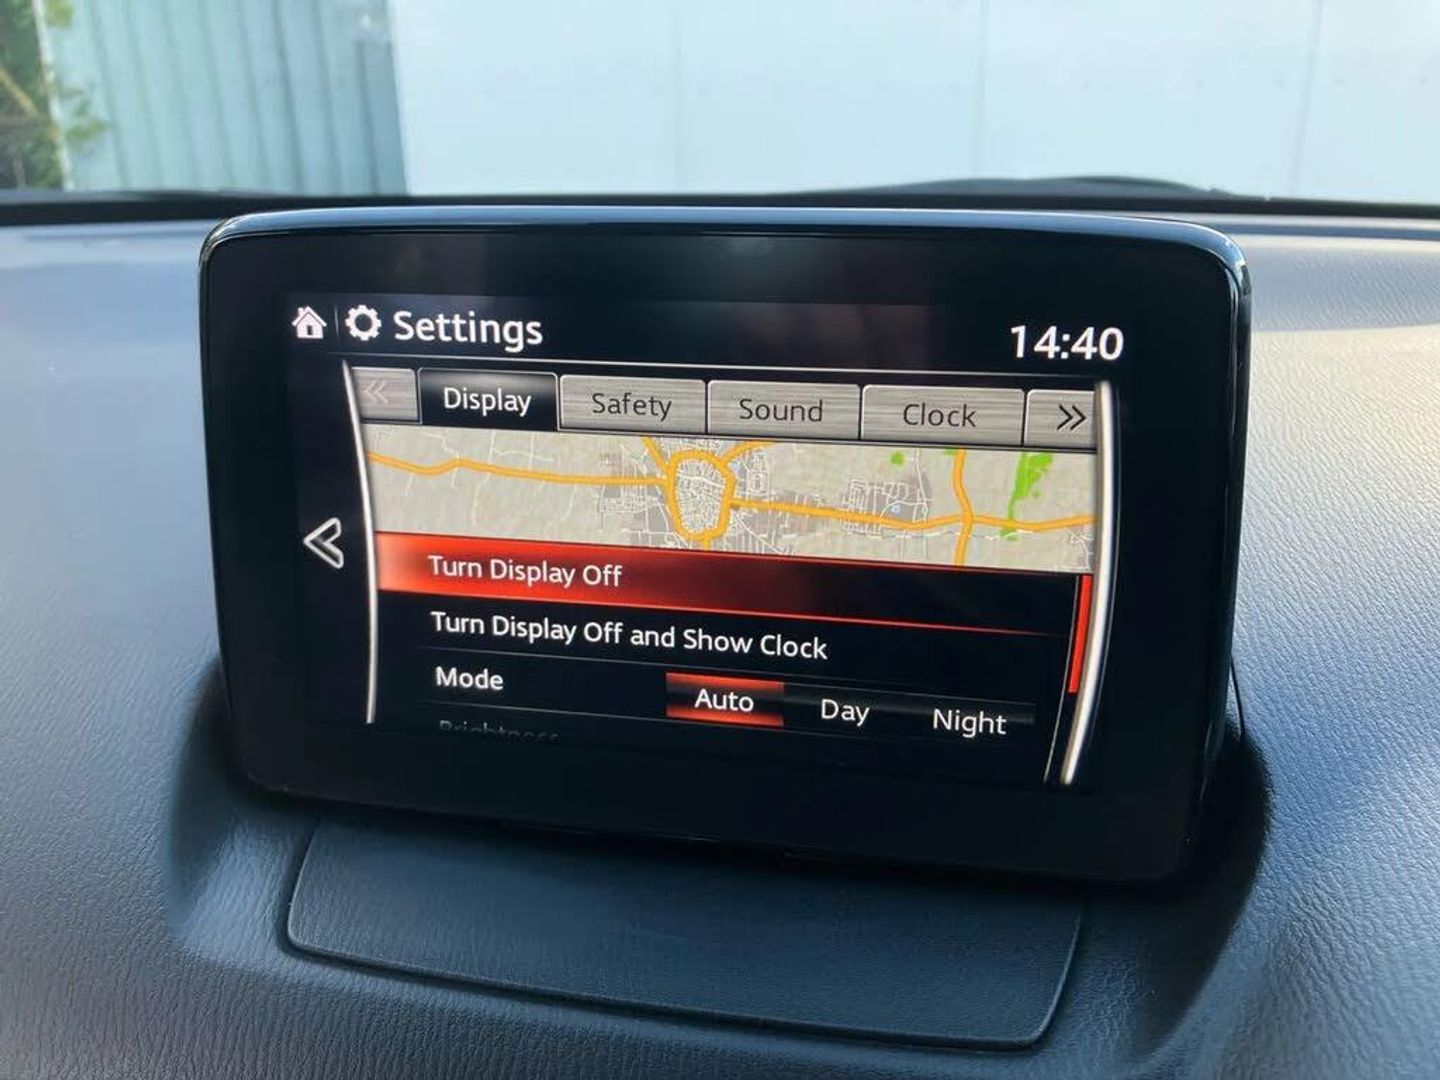 Settings
14:40
Display Safety Sound Clock
Turn Display Off
Turn Display Off and Show Clock
Mode Auto Day Night
Brightness